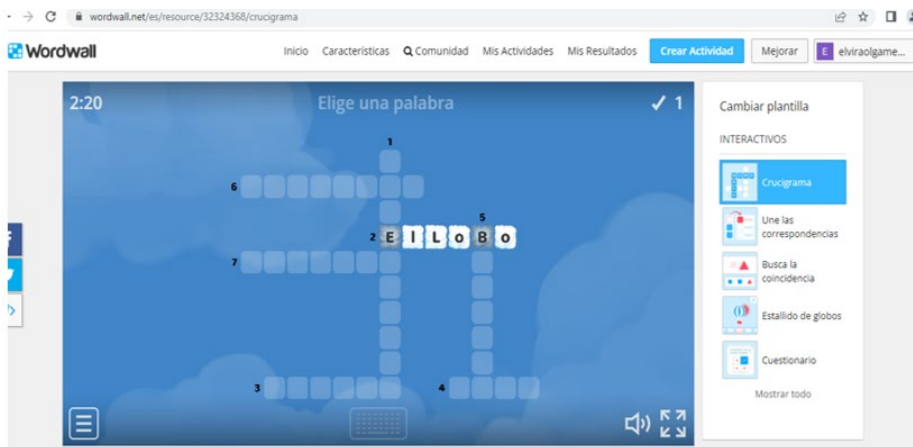 wordwall.net/es/resource/32324368/crucigrama
Wordwall
Inicio Características Comunidad Mis Actividades Mis Resultados Crear Actividad Mejorar E elviraolgame...
2:20 Elige una palabra ✓ 1
Cambiar plantilla
INTERACTIVOS
1
6
5
2 E l L o B o
7
3 4
Crucigrama
Une las
correspondencias
Busca la
coincidencia
Estallido de globos
Cuestionario
Mostrar todo